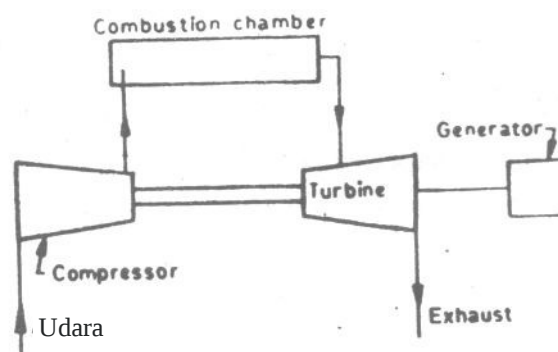 Combustion chamber
Generator
Turbine
Compressor
Udara
Exhaust